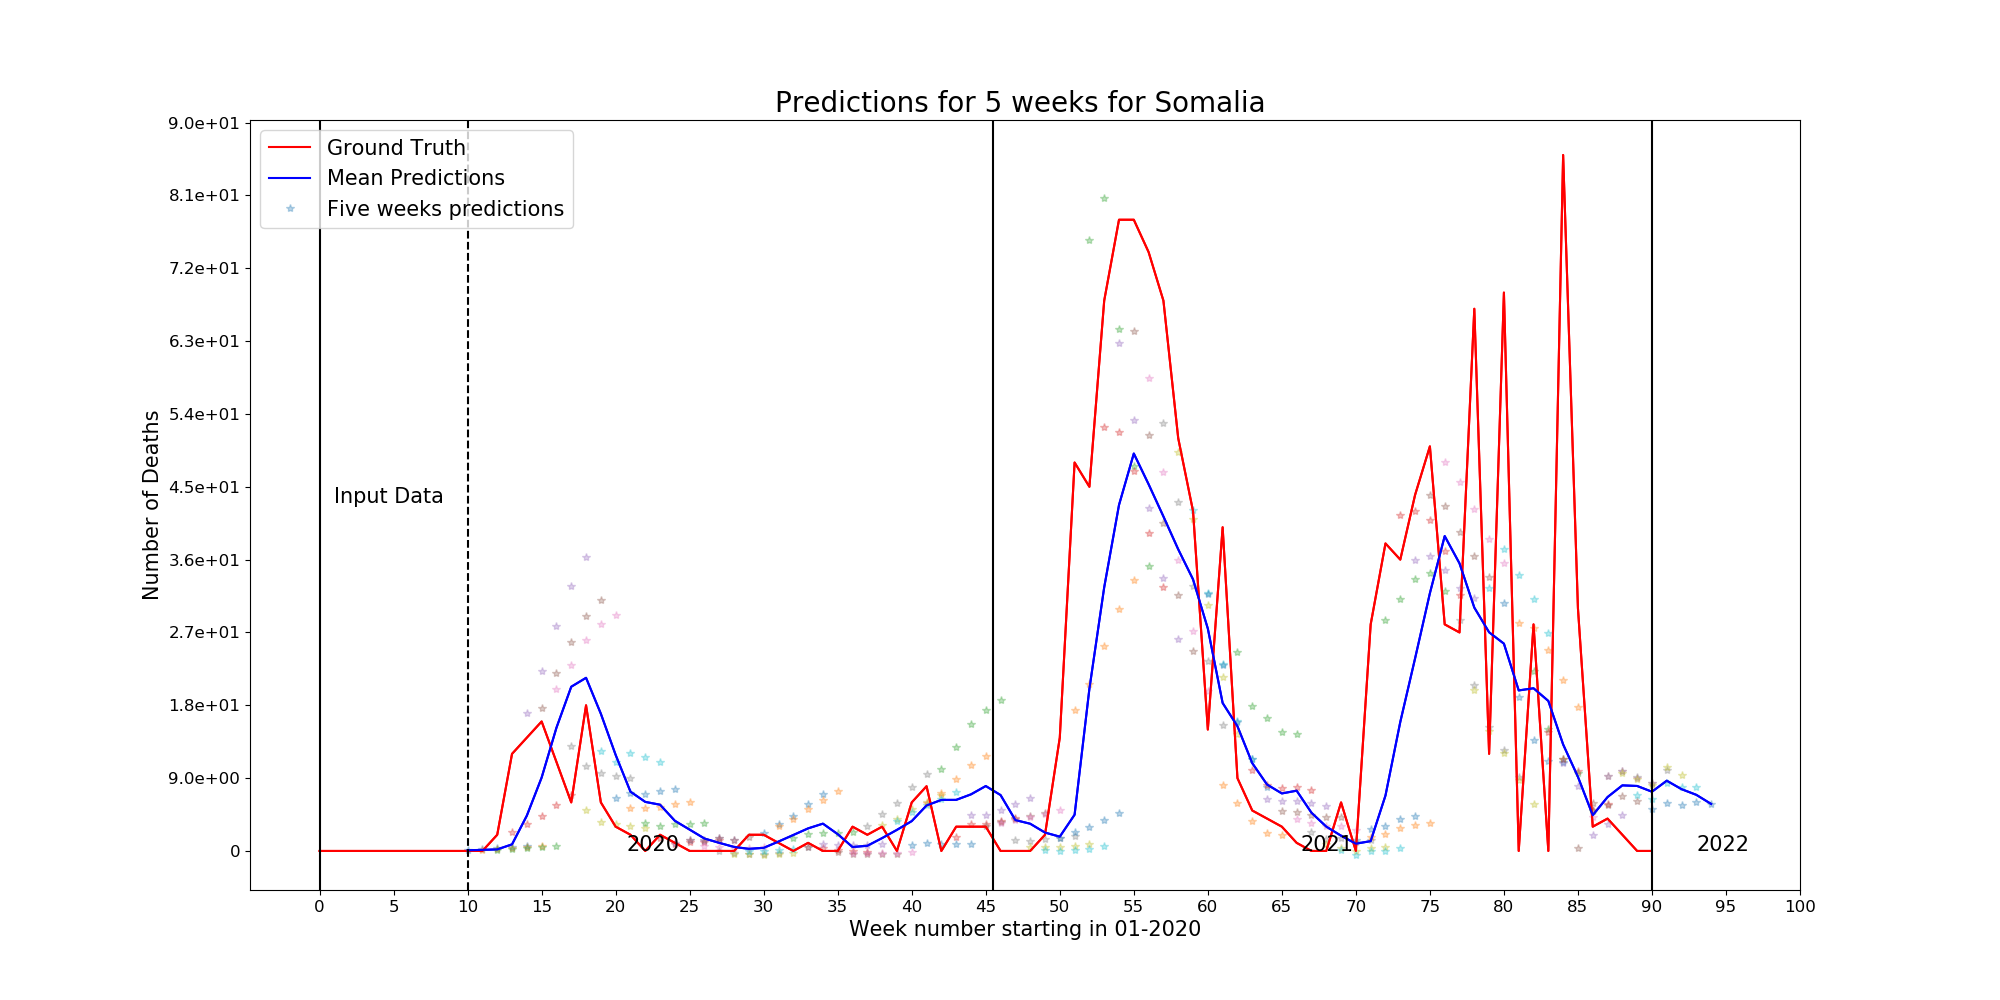 Predictions for 5 weeks for Somalia
Ground Truth
Mean Predictions
Five weeks predictions
Number of Deaths
9.0e+01
8.1e+01
7.2e+01
6.3e+01
5.4e+01
4.5e+01
3.6e+01
2.7e+01
1.8e+01
9.0e+00
0
Input Data
2020
2021
2022
0 5 10 15 20 25 30 35 40 45 50 55 60 65 70 75 80 85 90 95 100
Week number starting in 01-2020